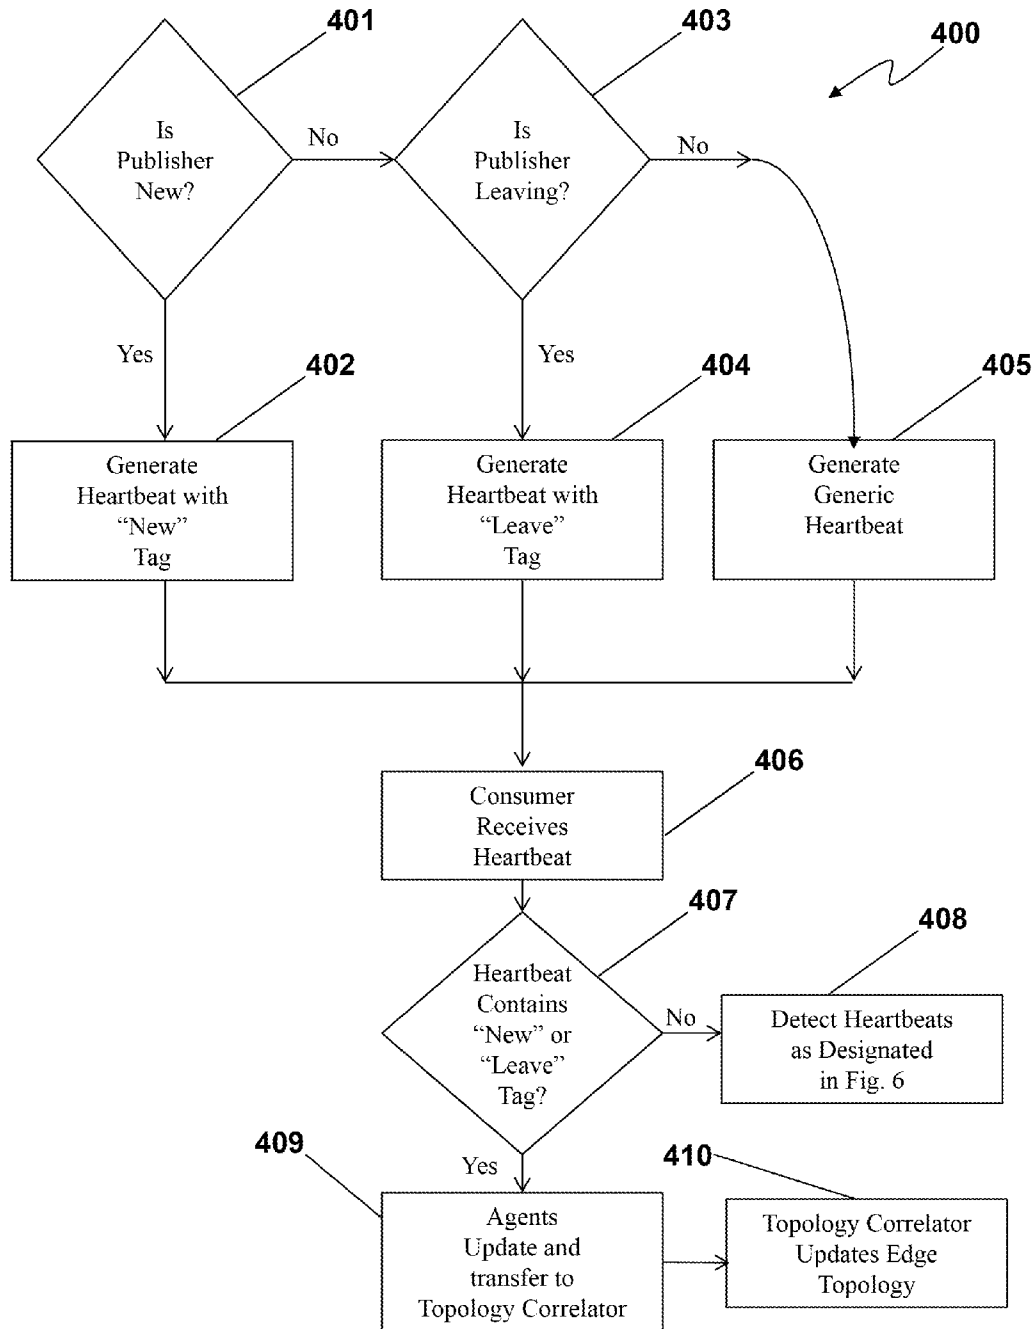 401
403
400
Is
Publisher
New?
No
Is
Publisher
Leaving?
No
Yes
402
Yes
404
405
Generate
Heartbeat with
“New”
Tag
Generate
Heartbeat with
“Leave”
Tag
Generate
Generic
Heartbeat
406
Consumer
Receives
Heartbeat
407
Heartbeat
Contains
“New” or
“Leave”
Tag?
No
408
Detect Heartbeats
as Designated
in Fig. 6
409
Yes
410
Agents
Update and
transfer to
Topology Correlator
Topology Correlator
Updates Edge
Topology